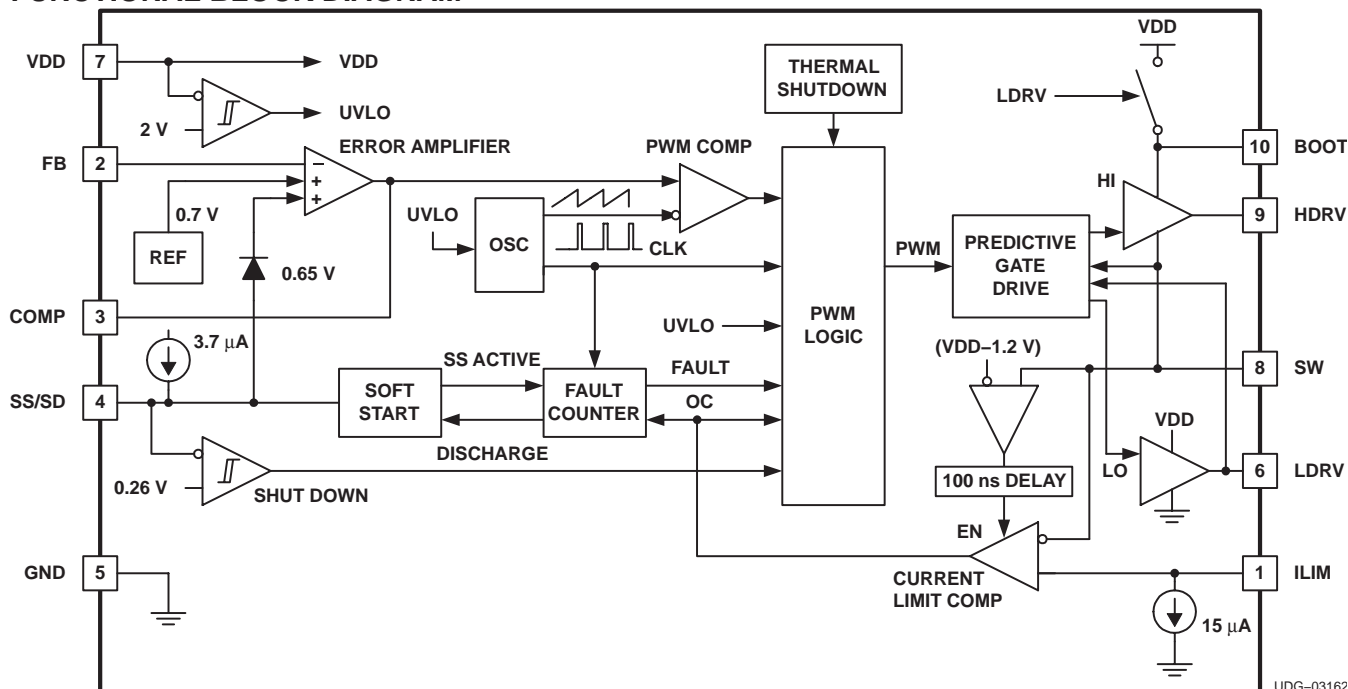 FUNCTIONAL BLOCK DIAGRAM
VDD
7
VDD
UVLO
2 V
THERMAL
SHUTDOWN
VDD
LDRV
FB
2
ERROR AMPLIFIER
−
+
+
0.7 V
REF
0.65 V
PWM COMP
UVLO
OSC
CLK
10
BOOT
HI
9
HDRV
PWM
PREDICTIVE
GATE
DRIVE
COMP
3
UVLO
PWM
LOGIC
3.7 μA
(VDD–1.2 V)
SS/SD
4
SOFT
START
SS ACTIVE
FAULT
COUNTER
FAULT
OC
DISCHARGE
8
SW
VDD
LO
6
LDRV
0.26 V
SHUT DOWN
100 ns DELAY
EN
GND
5
CURRENT
LIMIT COMP
1
ILIM
15 μA
UDG–03162